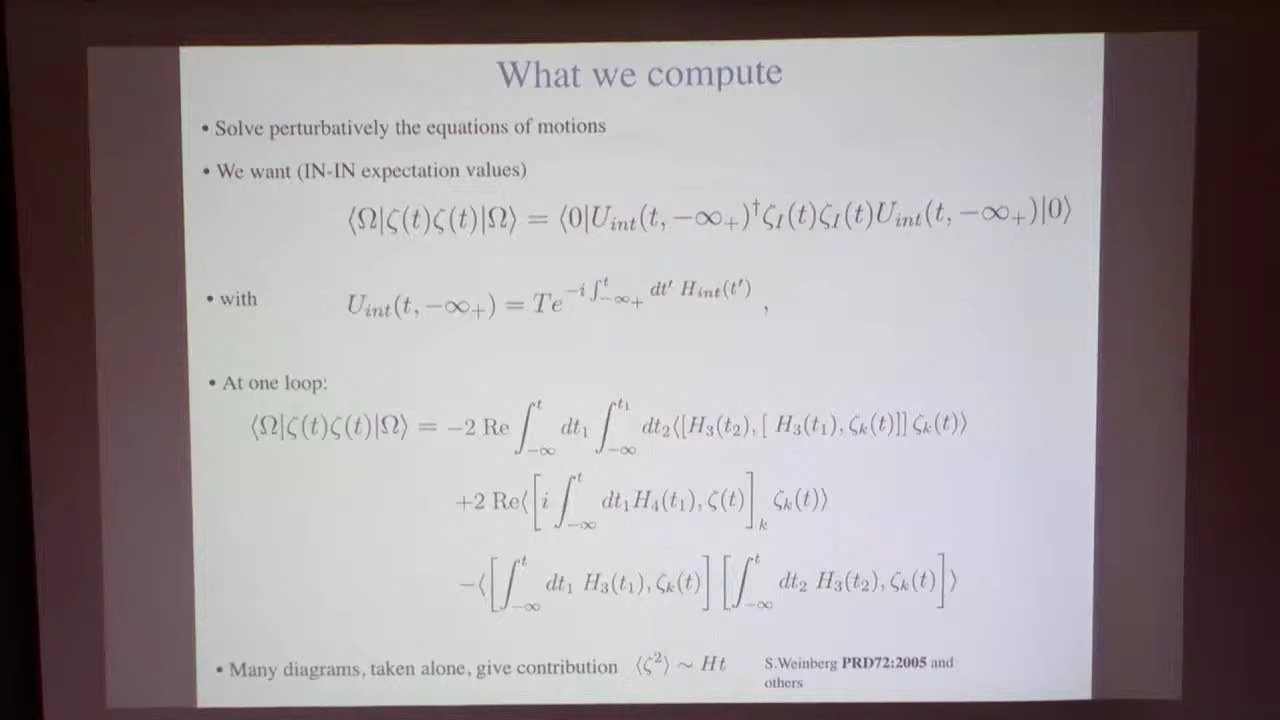 What we compute
• Solve perturbatively the equations of motions
• We want (IN-IN expectation values)
⟨Ω|ζ(t)ζ(t)|Ω⟩ = ⟨0|U_{int}(t, −∞_+)^† ζ_I(t)ζ_I(t)U_{int}(t, −∞_+)|0⟩
• with U_{int}(t, −∞_+) = Te^{−i ∫_{−∞_+}^{t} dt′ H_{int}(t′)} ,
• At one loop:
⟨Ω|ζ(t)ζ(t)|Ω⟩ = −2 Re ∫_{−∞}^{t} dt_1 ∫_{−∞}^{t_1} dt_2⟨[H_3(t_2), [ H_3(t_1), ζ_k(t)]] ζ_k(t)⟩
+2 Re⟨[i ∫_{−∞}^{t} dt_1 H_4(t_1), ζ(t)]_k ζ_k(t)⟩
−⟨[∫_{−∞}^{t} dt_1 H_3(t_1), ζ_k(t)] [∫_{−∞}^{t} dt_2 H_3(t_2), ζ_k(t)]⟩
• Many diagrams, taken alone, give contribution ⟨ζ^2⟩ ∼ Ht
S.Weinberg PRD72:2005 and
others